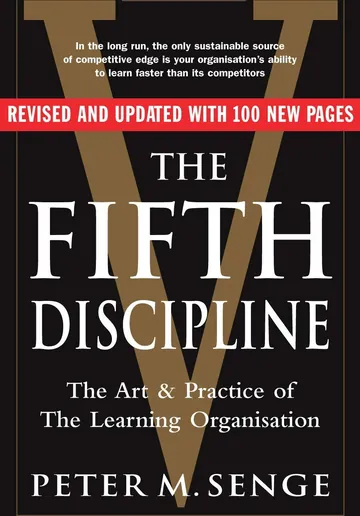 In the long run, the only sustainable source
of competitive edge is your organisation's ability
to learn faster than its competitors
REVISED AND UPDATED WITH 100 NEW PAGES
V
THE
FIFTH
DISCIPLINE
The Art & Practice of
The Learning Organisation
PETER M. SENGE